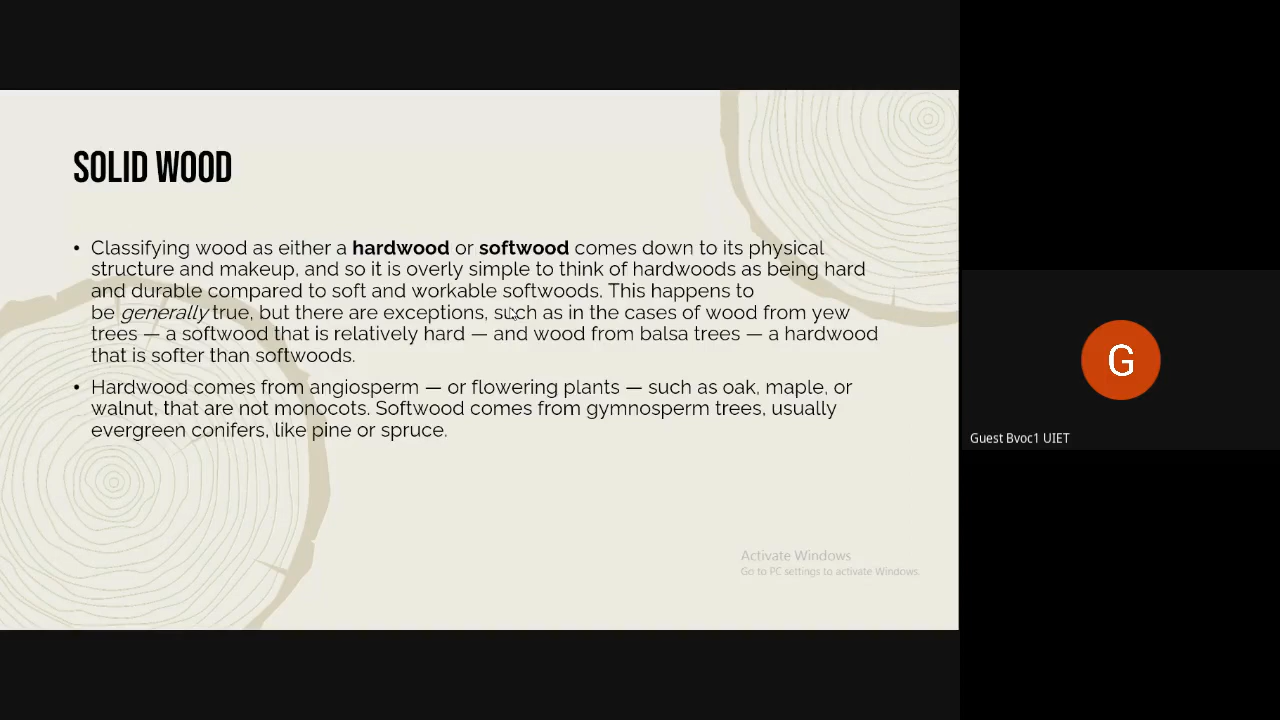 SOLID WOOD
• Classifying wood as either a hardwood or softwood comes down to its physical
structure and makeup, and so it is overly simple to think of hardwoods as being hard
and durable compared to soft and workable softwoods. This happens to
be generally true, but there are exceptions, such as in the cases of wood from yew
trees — a softwood that is relatively hard — and wood from balsa trees — a hardwood
that is softer than softwoods.
• Hardwood comes from angiosperm — or flowering plants — such as oak, maple, or
walnut, that are not monocots. Softwood comes from gymnosperm trees, usually
evergreen conifers, like pine or spruce.
Activate Windows
Go to PC settings to activate Windows.
G
Guest Bvoc1 UIET